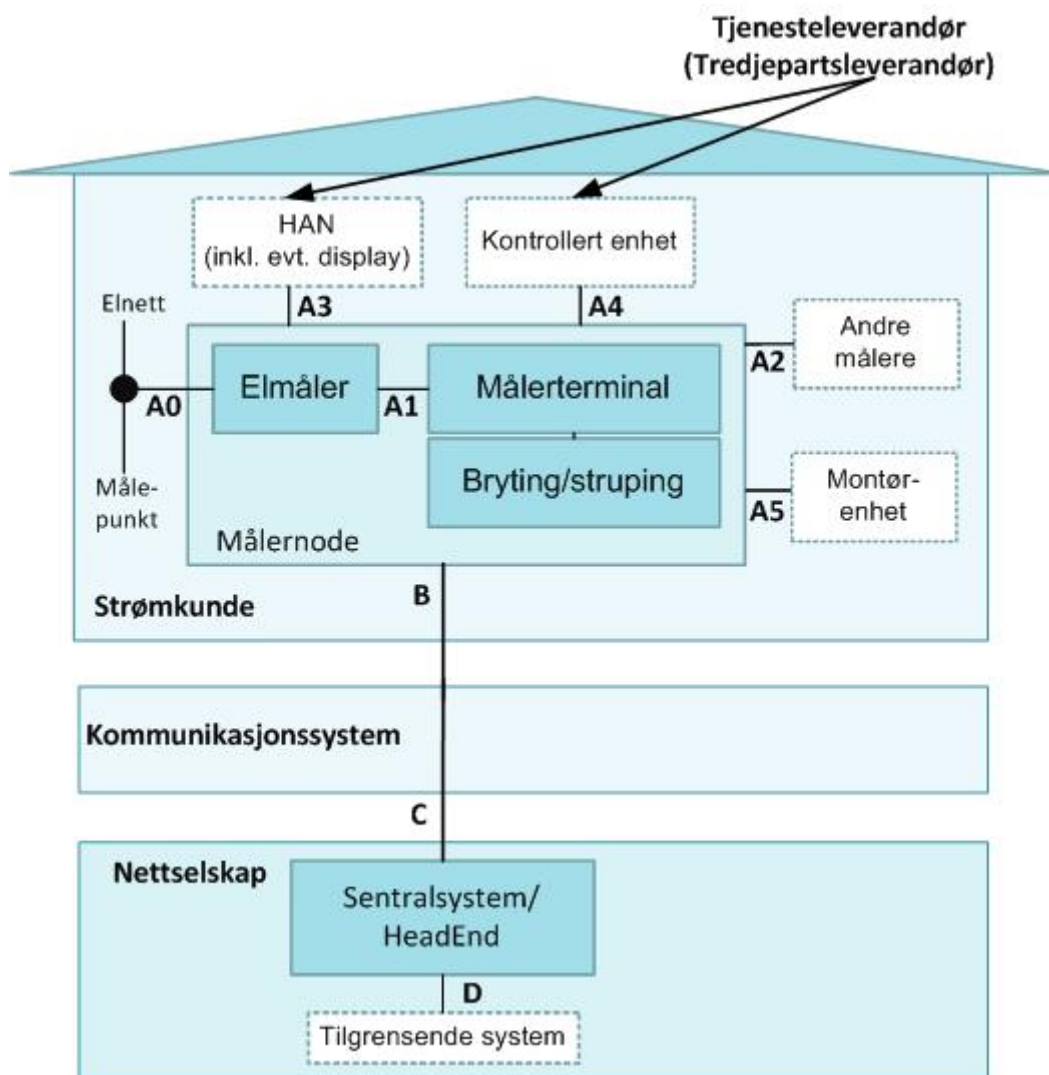 Tjenesteleverandør
(Tredjepartsleverandør)
HAN
(inkl. evt. display)
Kontrollert enhet
Elnett
A3
A4
Andre
målere
A2
A0
Elmåler
A1
Målerterminal
Bryting/struping
Måle-
punkt
Montør-
enhet
A5
Målernode
B
Strømkunde
Kommunikasjonssystem
C
Nettselskap
Sentralsystem/
HeadEnd
D
Tilgrensende system